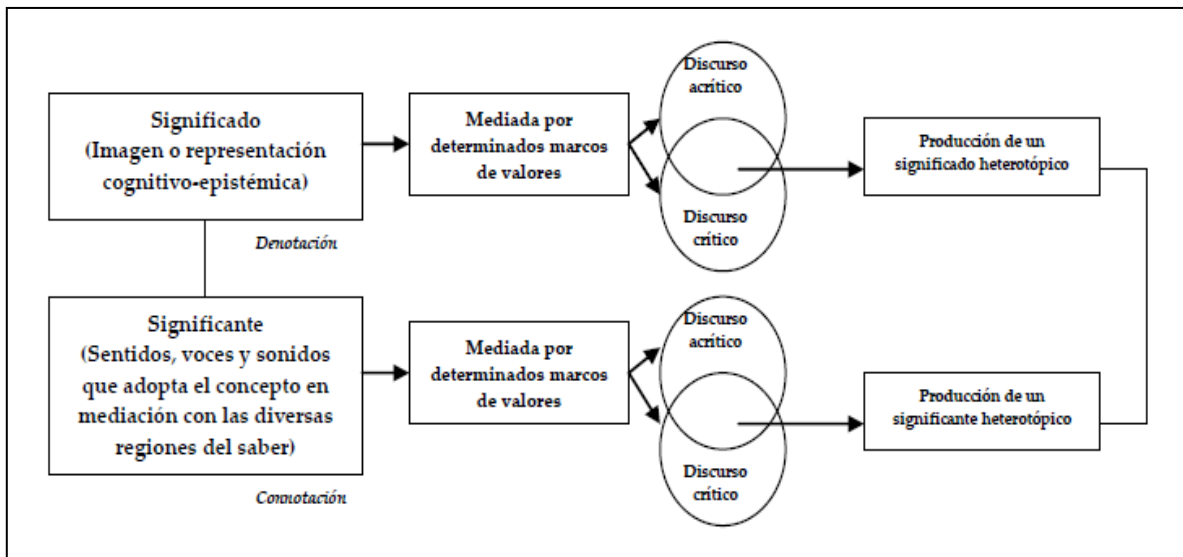 Significado
(Imagen o representación
cognitivo-epistémica)
Denotación
Mediada por
determinados marcos
de valores
Discurso
acrítico
Discurso
crítico
Producción de un
significado heterotópico
Significante
(Sentidos, voces y sonidos
que adopta el concepto en
mediación con las diversas
regiones del saber)
Connotación
Mediada por
determinados marcos
de valores
Discurso
acrítico
Discurso
crítico
Producción de un
significante heterotópico